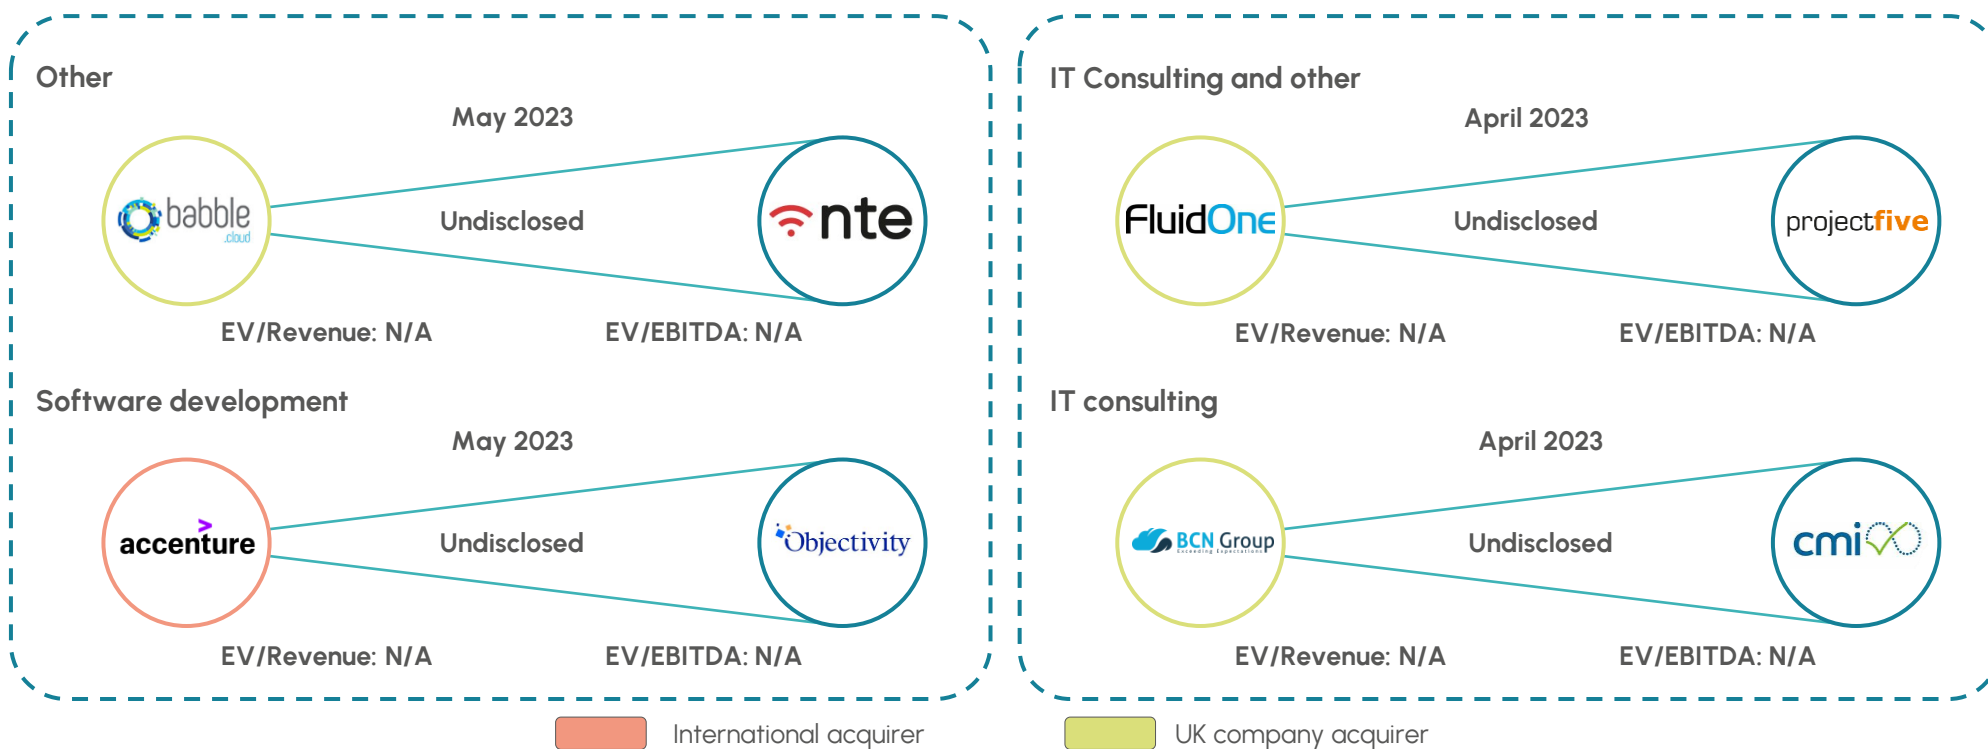 Other
May 2023
babble
.cloud
Undisclosed
nte
EV/Revenue: N/A
EV/EBITDA: N/A
Software development
May 2023
accenture
Undisclosed
Objectivity
EV/Revenue: N/A
EV/EBITDA: N/A
IT Consulting and other
April 2023
FluidOne
Undisclosed
projectfive
EV/Revenue: N/A
EV/EBITDA: N/A
IT consulting
April 2023
BCN Group
Exceeding Expectations
Undisclosed
cmi
EV/Revenue: N/A
EV/EBITDA: N/A
International acquirer
UK company acquirer